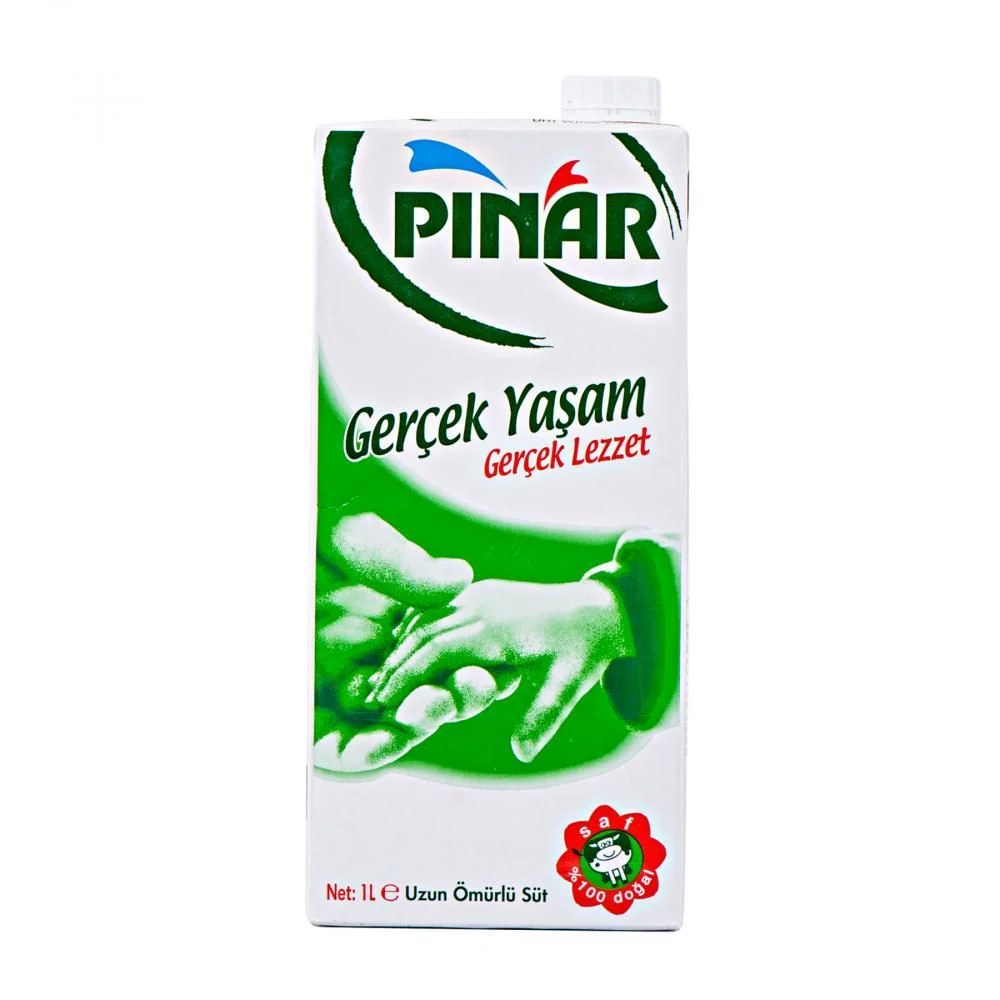 PINAR
Gerçek Yaşam
Gerçek Lezzet
saf
%100 doğal
Net: 1L ℮ Uzun Ömürlü Süt